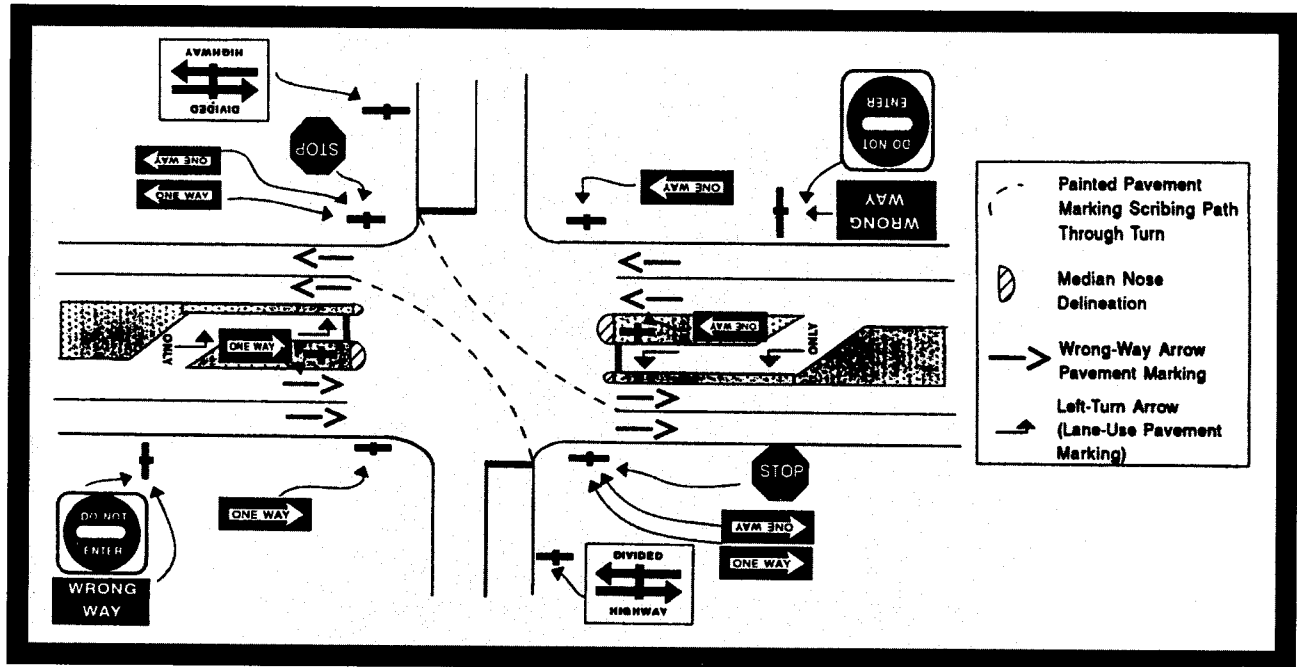 HIGHWAY
DIVIDED
STOP
ONE WAY
ONE WAY
ONE WAY
DO NOT
ENTER
WRONG
WAY
ONLY
ONE WAY
ONE WAY
ONLY
DO NOT
ENTER
WRONG
WAY
ONE WAY
STOP
ONE WAY
ONE WAY
DIVIDED
HIGHWAY
Painted Pavement
Marking Scribing Path
Through Turn
Median Nose
Delineation
Wrong-Way Arrow
Pavement Marking
Left-Turn Arrow
(Lane-Use Pavement
Marking)